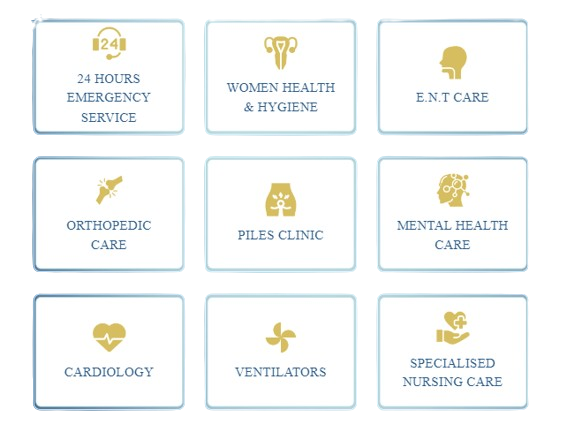 24
24 HOURS
EMERGENCY
SERVICE
WOMEN HEALTH
& HYGIENE
E.N.T CARE
ORTHOPEDIC
CARE
PILES CLINIC
MENTAL HEALTH
CARE
CARDIOLOGY
VENTILATORS
SPECIALISED
NURSING CARE